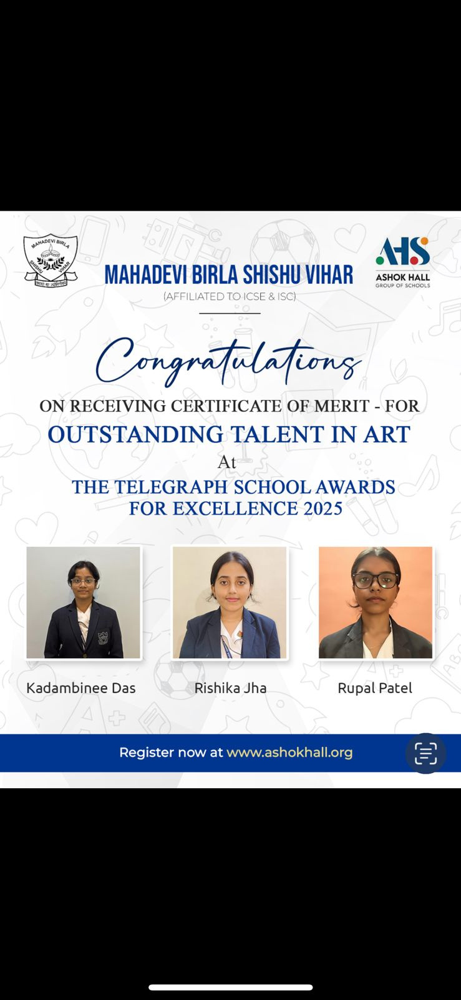 MAHADEVI BIRLA
SHISHU VIHAR
AHS
ASHOK HALL
GROUP OF SCHOOLS
MAHADEVI BIRLA SHISHU VIHAR
(AFFILIATED TO ICSE & ISC)
Congratulations
ON RECEIVING CERTIFICATE OF MERIT - FOR
OUTSTANDING TALENT IN ART
At
THE TELEGRAPH SCHOOL AWARDS
FOR EXCELLENCE 2025
Kadambinee Das
Rishika Jha
Rupal Patel
Register now at www.ashokhall.org